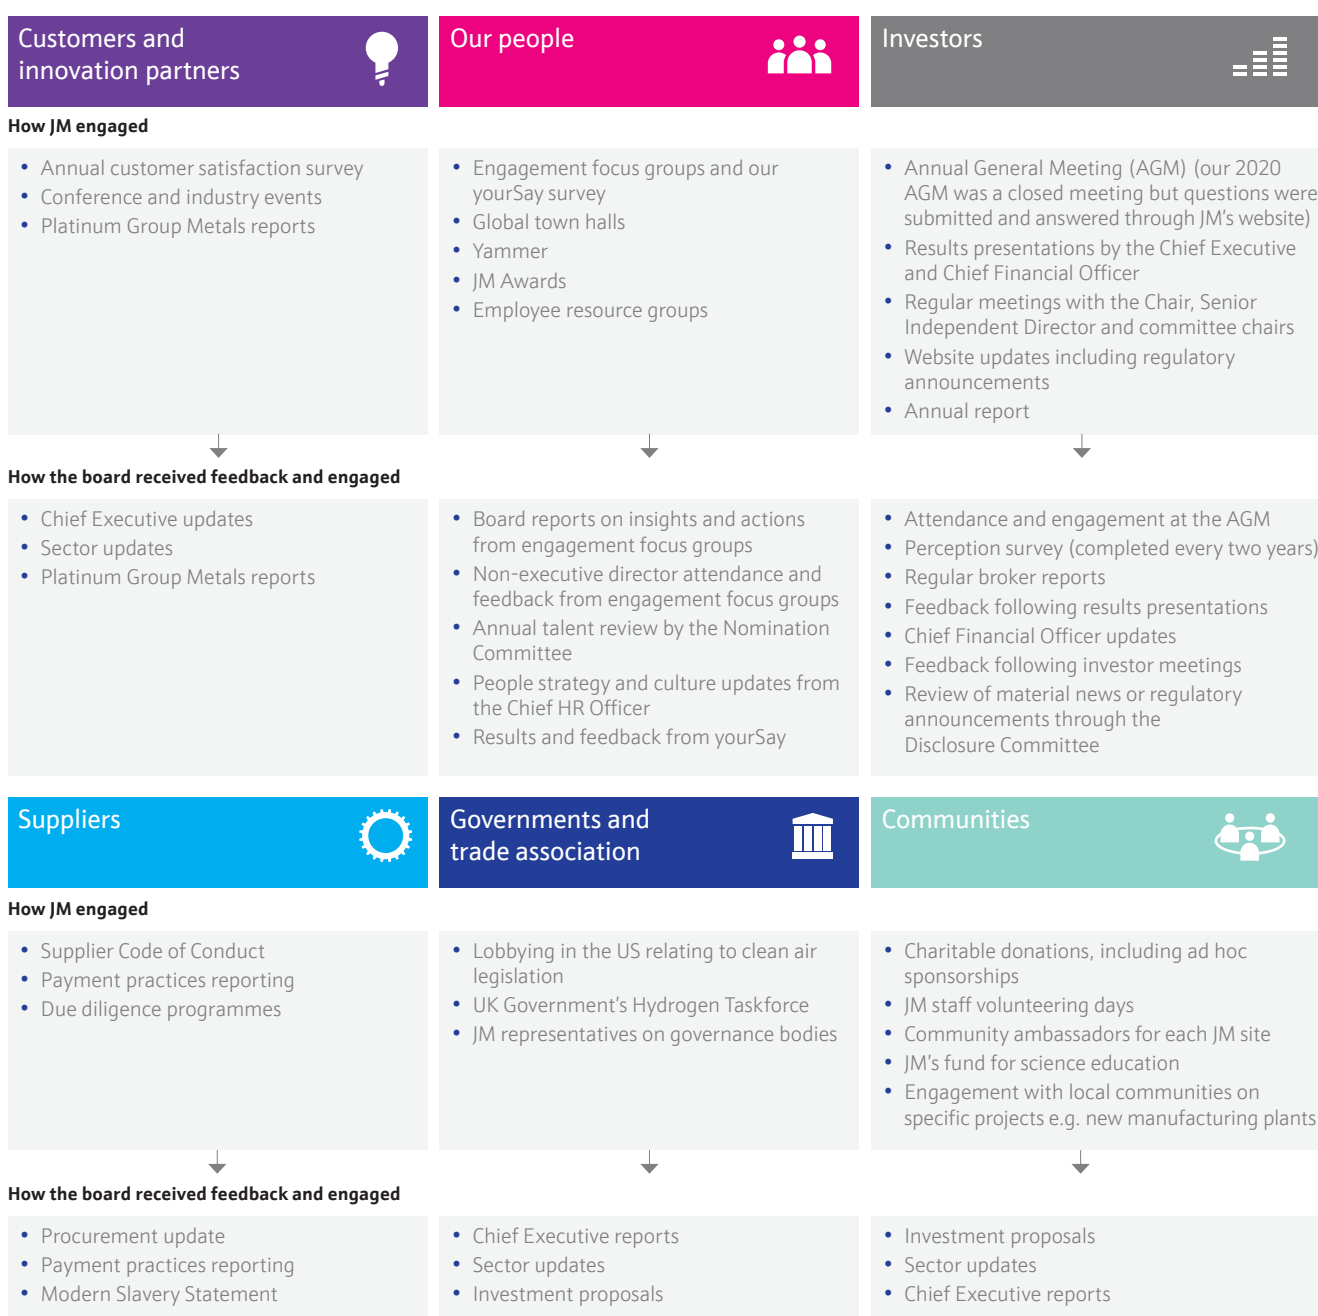 Customers and
innovation partners
Our people
Investors
How JM engaged
• Annual customer satisfaction survey
• Conference and industry events
• Platinum Group Metals reports
• Engagement focus groups and our
yourSay survey
• Global town halls
• Yammer
• JM Awards
• Employee resource groups
• Annual General Meeting (AGM) (our 2020
AGM was a closed meeting but questions were
submitted and answered through JM's website)
• Results presentations by the Chief Executive
and Chief Financial Officer
• Regular meetings with the Chair, Senior
Independent Director and committee chairs
• Website updates including regulatory
announcements
• Annual report
How the board received feedback and engaged
• Chief Executive updates
• Sector updates
• Platinum Group Metals reports
• Board reports on insights and actions
from engagement focus groups
• Non-executive director attendance and
feedback from engagement focus groups
• Annual talent review by the Nomination
Committee
• People strategy and culture updates from
the Chief HR Officer
• Results and feedback from yourSay
• Attendance and engagement at the AGM
• Perception survey (completed every two years)
• Regular broker reports
• Feedback following results presentations
• Chief Financial Officer updates
• Feedback following investor meetings
• Review of material news or regulatory
announcements through the
Disclosure Committee
Suppliers
Governments and
trade association
Communities
How JM engaged
• Supplier Code of Conduct
• Payment practices reporting
• Due diligence programmes
• Lobbying in the US relating to clean air
legislation
• UK Government's Hydrogen Taskforce
• JM representatives on governance bodies
• Charitable donations, including ad hoc
sponsorships
• JM staff volunteering days
• Community ambassadors for each JM site
• JM's fund for science education
• Engagement with local communities on
specific projects e.g. new manufacturing plants
How the board received feedback and engaged
• Procurement update
• Payment practices reporting
• Modern Slavery Statement
• Chief Executive reports
• Sector updates
• Investment proposals
• Investment proposals
• Sector updates
• Chief Executive reports